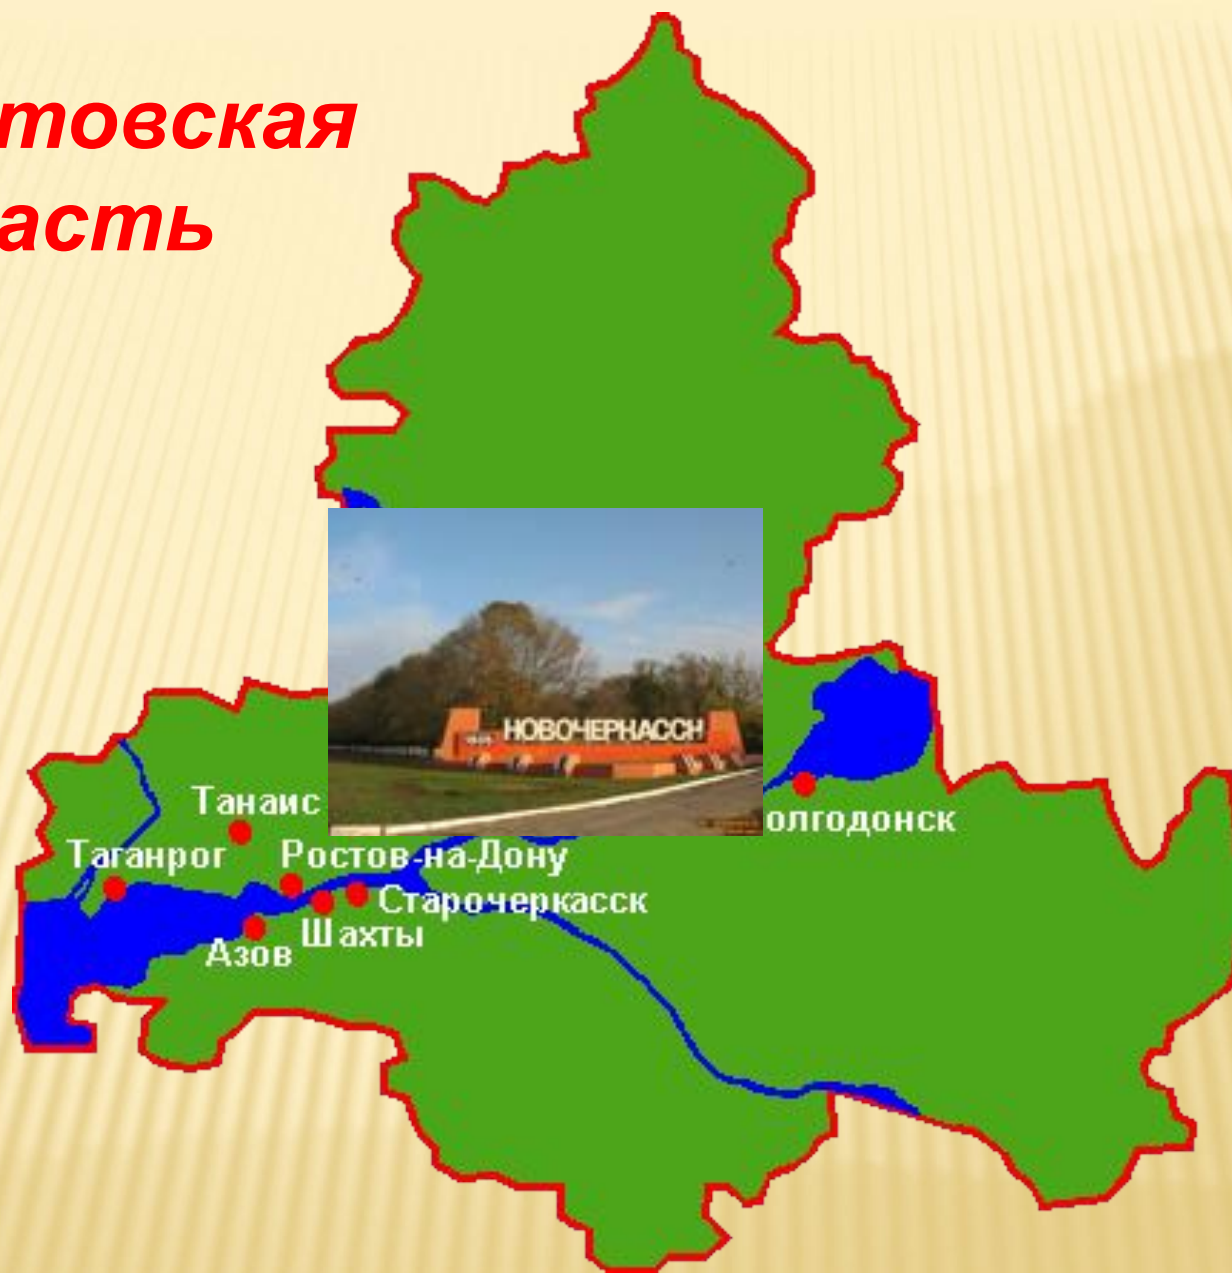 товская
асть
НОВОЧЕРКАССК
Танаис
олгодонск
Таганрог
Ростов-на-Дону
Старочеркасск
Шахты
Азов